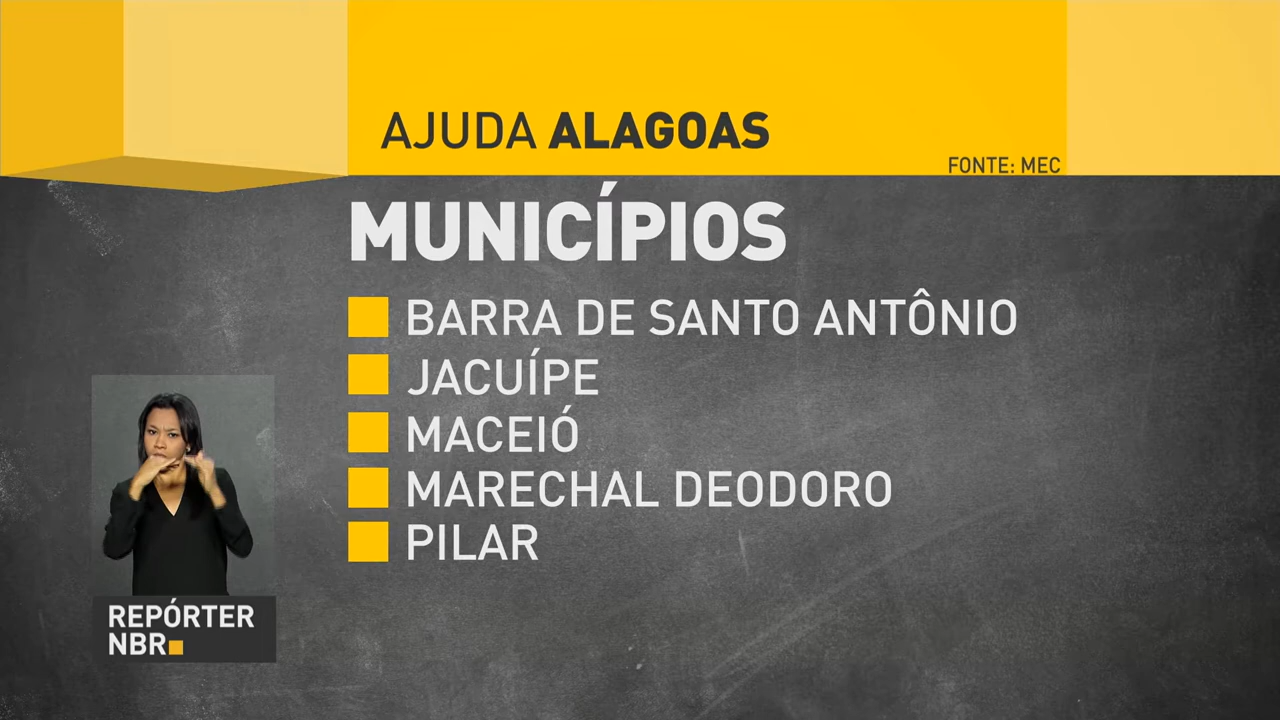 AJUDA ALAGOAS
FONTE: MEC
MUNICÍPIOS
BARRA DE SANTO ANTÔNIO
JACUÍPE
MACEIÓ
MARECHAL DEODORO
PILAR
REPÓRTER
NBR